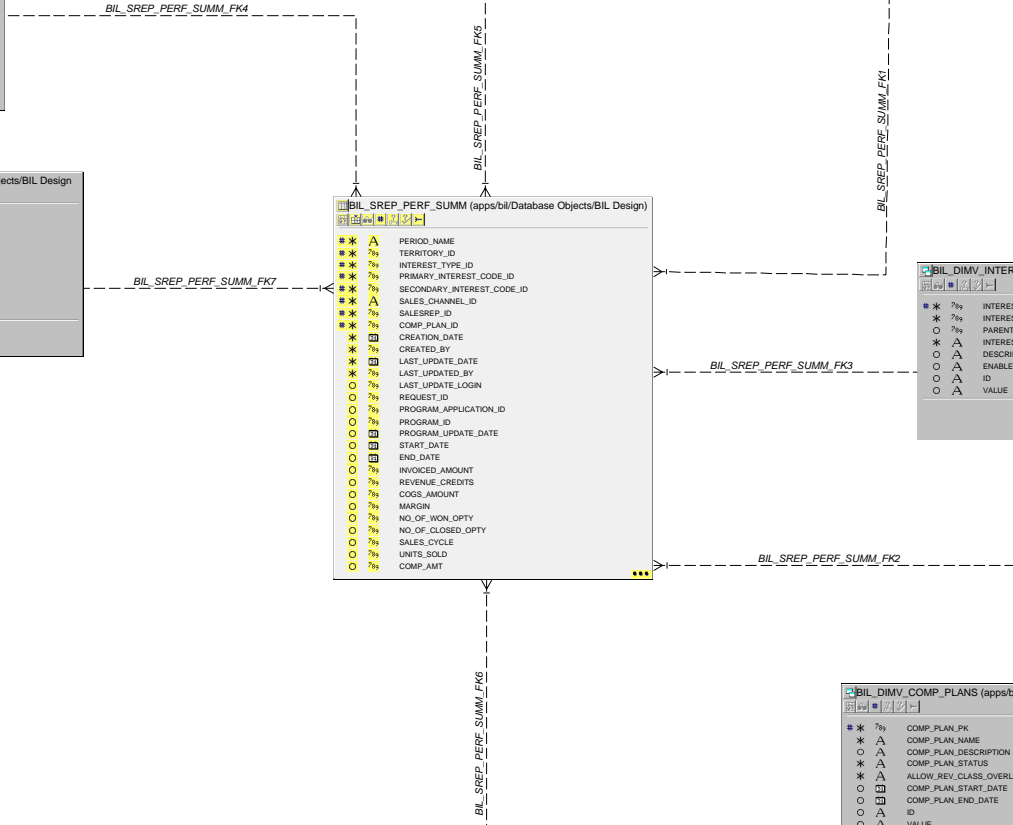 BIL_SREP_PERF_SUMM_FK4
BIL_SREP_PERF_SUMM_FK5
BIL_SREP_PERF_SUMM_FK1
ects/BIL Design
BIL_SREP_PERF_SUMM_FK7
BIL_SREP_PERF_SUMM (apps/bil/Database Objects/BIL Design)
PERIOD_NAME
TERRITORY_ID
INTEREST_TYPE_ID
PRIMARY_INTEREST_CODE_ID
SECONDARY_INTEREST_CODE_ID
SALES_CHANNEL_ID
SALESREP_ID
COMP_PLAN_ID
CREATION_DATE
CREATED_BY
LAST_UPDATE_DATE
LAST_UPDATED_BY
LAST_UPDATE_LOGIN
REQUEST_ID
PROGRAM_APPLICATION_ID
PROGRAM_ID
PROGRAM_UPDATE_DATE
START_DATE
END_DATE
INVOICED_AMOUNT
REVENUE_CREDITS
COGS_AMOUNT
MARGIN
NO_OF_WON_OPTY
NO_OF_CLOSED_OPTY
SALES_CYCLE
UNITS_SOLD
COMP_AMT
BIL_DIMV_INTER
INTERES
INTERES
PARENT
INTERES
DESCRI
ENABLE
ID
VALUE
BIL_SREP_PERF_SUMM_FK3
BIL_SREP_PERF_SUMM_FK2
BIL_SREP_PERF_SUMM_FK6
BIL_DIMV_COMP_PLANS (apps/b
COMP_PLAN_PK
COMP_PLAN_NAME
COMP_PLAN_DESCRIPTION
COMP_PLAN_STATUS
ALLOW_REV_CLASS_OVERL
COMP_PLAN_START_DATE
COMP_PLAN_END_DATE
ID
VALUE